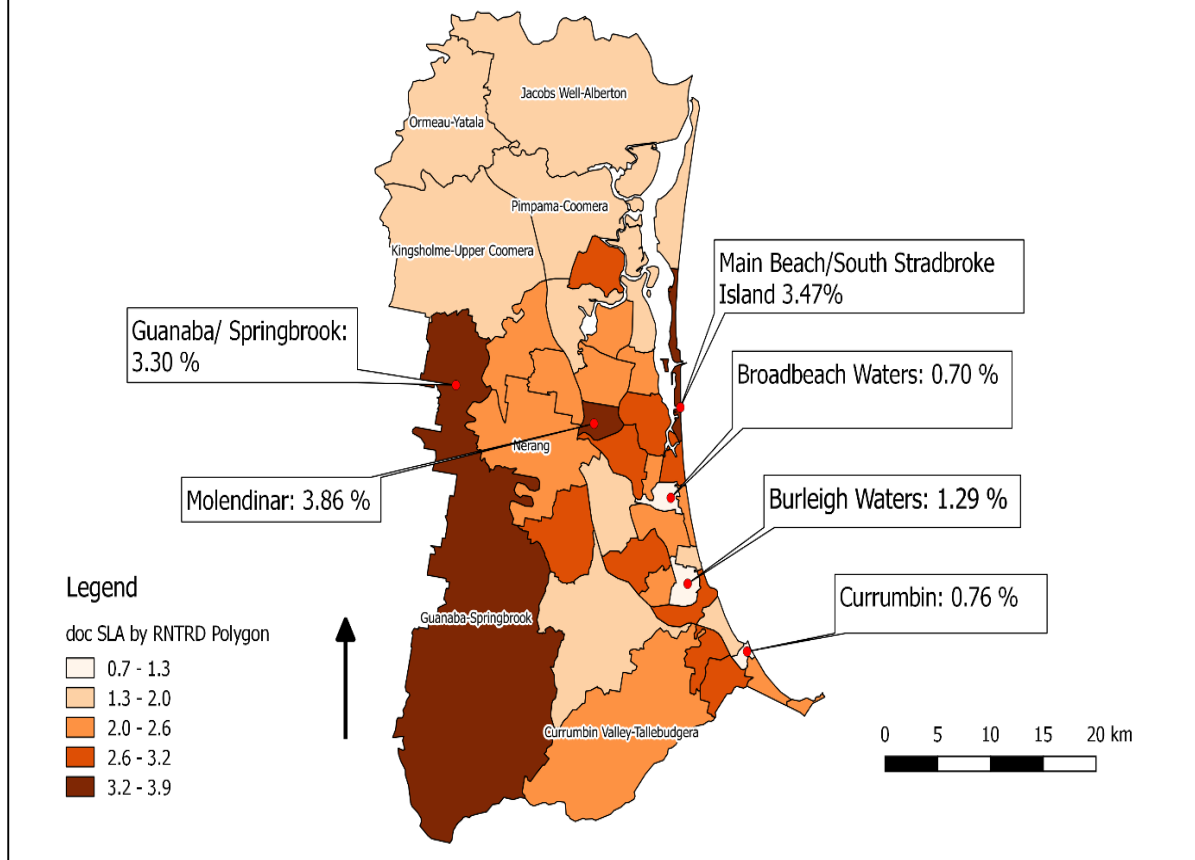 Jacobs Well-Alberton
Ormeau-Yatala
Pimpama-Coomera
Kingsholme-Upper Coomera
Main Beach/South Stradbroke
Island 3.47%
Guanaba/ Springbrook:
3.30 %
Broadbeach Waters: 0.70 %
Nerang
Molendinar: 3.86 %
Burleigh Waters: 1.29 %
Currumbin: 0.76 %
Guanaba-Springbrook
Currumbin Valley-Tallebudgera
Legend
doc SLA by RNTRD Polygon
0.7 - 1.3
1.3 - 2.0
2.0 - 2.6
2.6 - 3.2
3.2 - 3.9
0 5 10 15 20 km